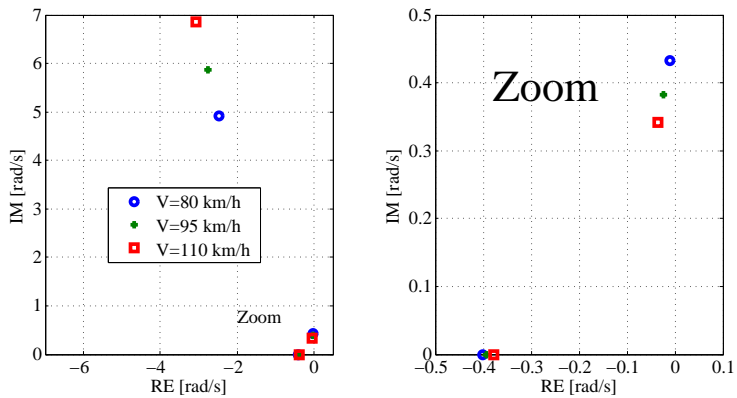 7
6
5
4
3
2
1
0
IM [rad/s]
V=80 km/h
V=95 km/h
V=110 km/h
Zoom
−6
−4
−2
0
RE [rad/s]
0.5
0.4
0.3
0.2
0.1
0
IM [rad/s]
Zoom
−0.5
−0.4
−0.3
−0.2
−0.1
0
0.1
RE [rad/s]